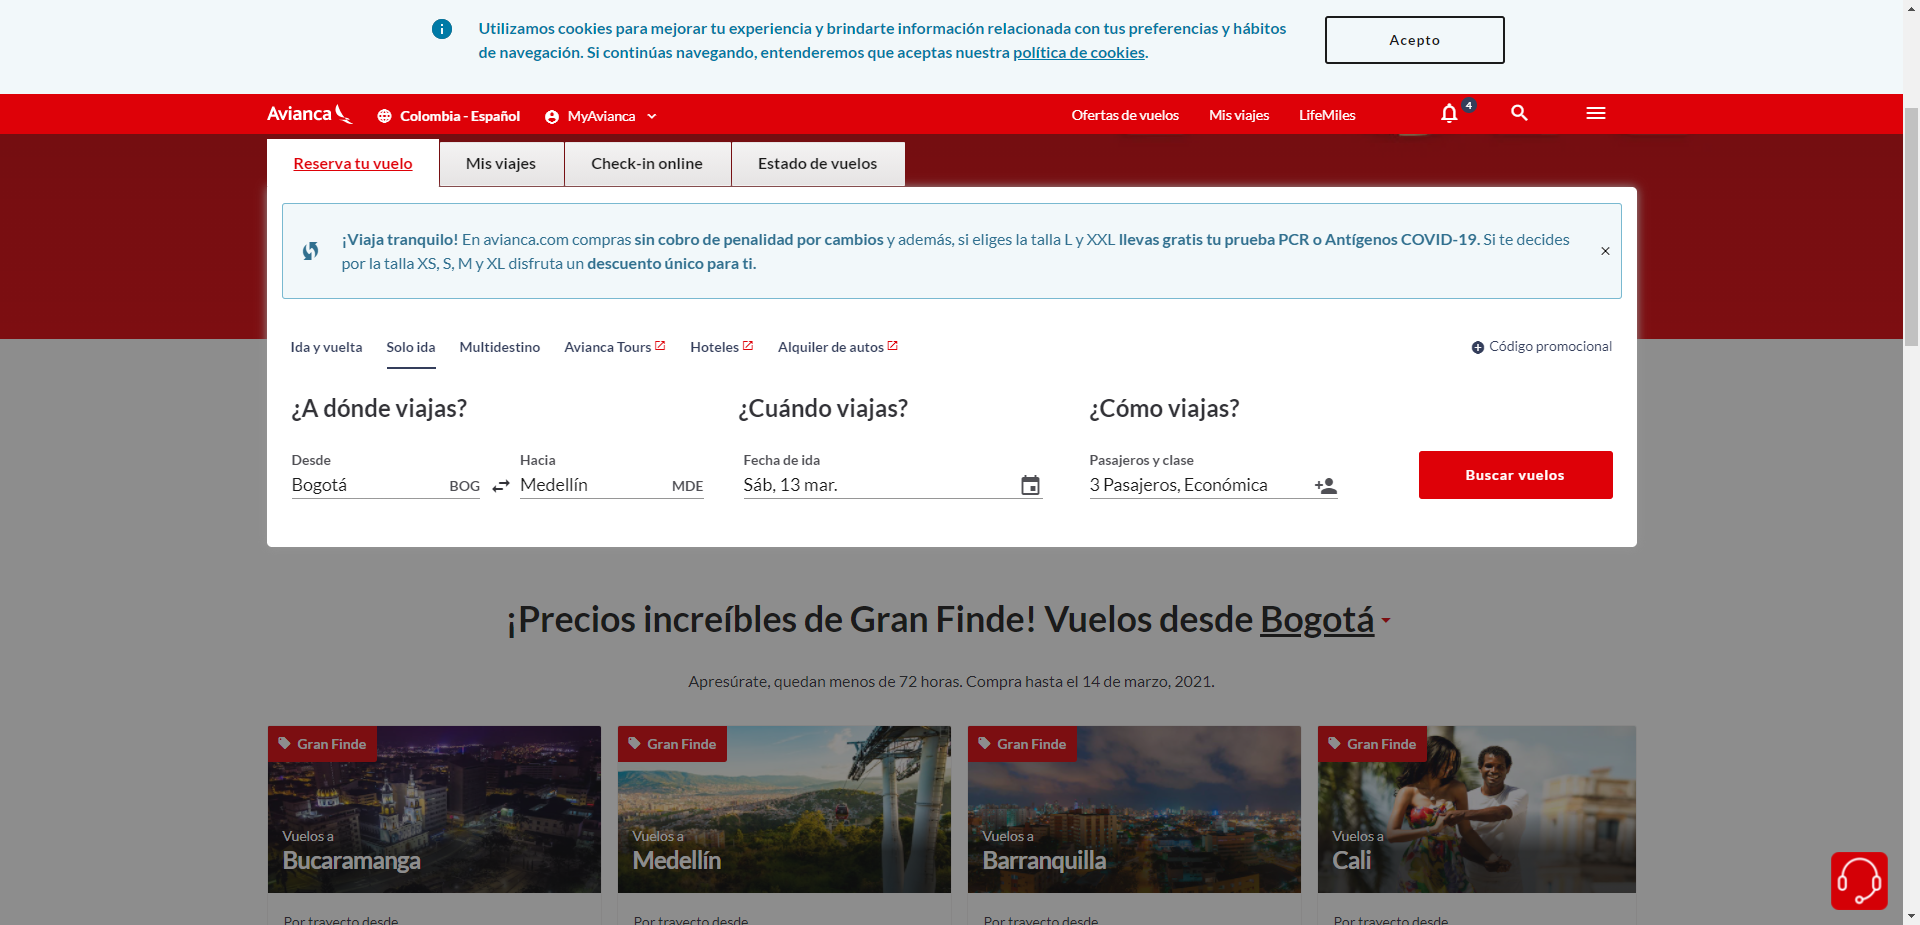 Utilizamos cookies para mejorar tu experiencia y brindarte información relacionada con tus preferencias y hábitos
de navegación. Si continúas navegando, entenderemos que aceptas nuestra política de cookies.
Acepto
Avianca
Colombia - Español
MyAvianca
Ofertas de vuelos
Mis viajes
LifeMiles
4
Reserva tu vuelo
Mis viajes
Check-in online
Estado de vuelos
¡Viaja tranquilo! En avianca.com compras sin cobro de penalidad por cambios y además, si eliges la talla L y XXL llevas gratis tu prueba PCR o Antígenos COVID-19. Si te decides
por la talla XS, S, M y XL disfruta un descuento único para ti.
Ida y vuelta
Solo ida
Multidestino
Avianca Tours
Hoteles
Alquiler de autos
Código promocional
¿A dónde viajas?
¿Cuándo viajas?
¿Cómo viajas?
Desde
Hacia
Fecha de ida
Pasajeros y clase
Bogotá BOG
Medellín MDE
Sáb, 13 mar.
3 Pasajeros, Económica
Buscar vuelos
¡Precios increíbles de Gran Finde! Vuelos desde Bogotá
Apresúrate, quedan menos de 72 horas. Compra hasta el 14 de marzo, 2021.
Gran Finde
Vuelos a
Bucaramanga
Por trayecto desde
Gran Finde
Vuelos a
Medellín
Por trayecto desde
Gran Finde
Vuelos a
Barranquilla
Por trayecto desde
Gran Finde
Vuelos a
Cali
Por trayecto desde